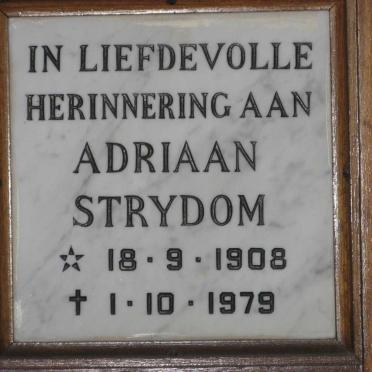 IN LIEFDEVOLLE
HERINNERING AAN
ADRIAAN
STRYDOM
☆ 18·9·1908
✝ 1·10·1979